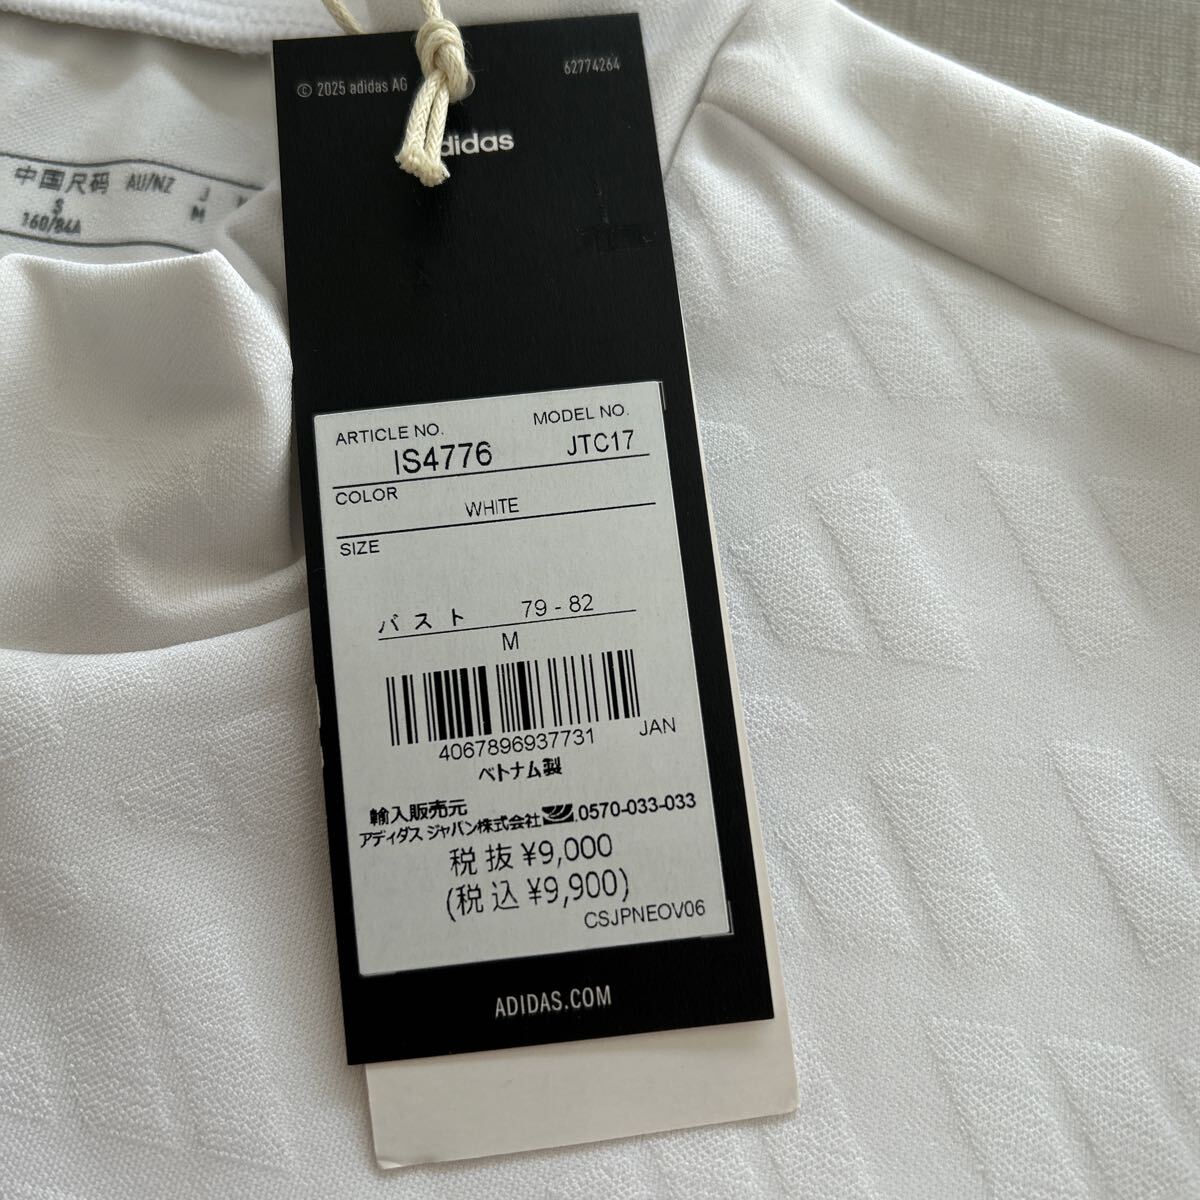 © 2025 adidas AG 62774264
adidas
中国尺码 AU/NZ J
S M
160/84A
ARTICLE NO. MODEL NO.
IS4776 JTC17
COLOR
WHITE
SIZE
バスト 79 - 82
M
4067896937731 JAN
ベトナム製
輸入販売元
アディダス ジャパン株式会社 0570-033-033
税抜 ¥9,000
(税込 ¥9,900)
CSJPNEOV06
ADIDAS.COM